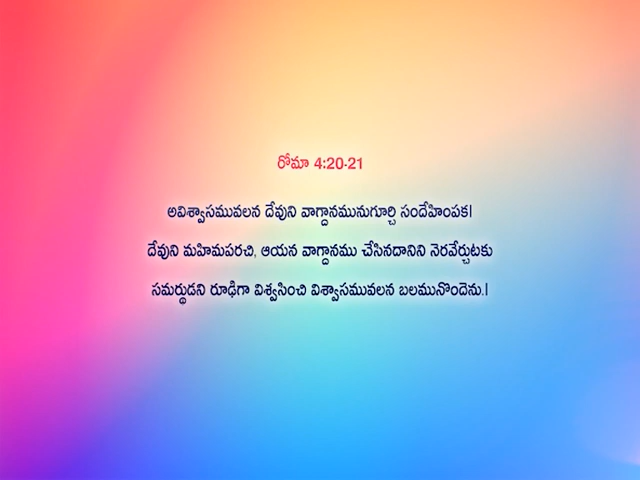 రోమా 4:20-21
అవిశ్వాసమువలన దేవుని వాగ్దానమునుగూర్చి సందేహింపక|
దేవుని మహిమపరచి, ఆయన వాగ్దానము చేసినదానిని నెరవేర్చుటకు
సమర్థుడని రూఢిగా విశ్వసించి విశ్వాసమువలన బలమునొందెను.|